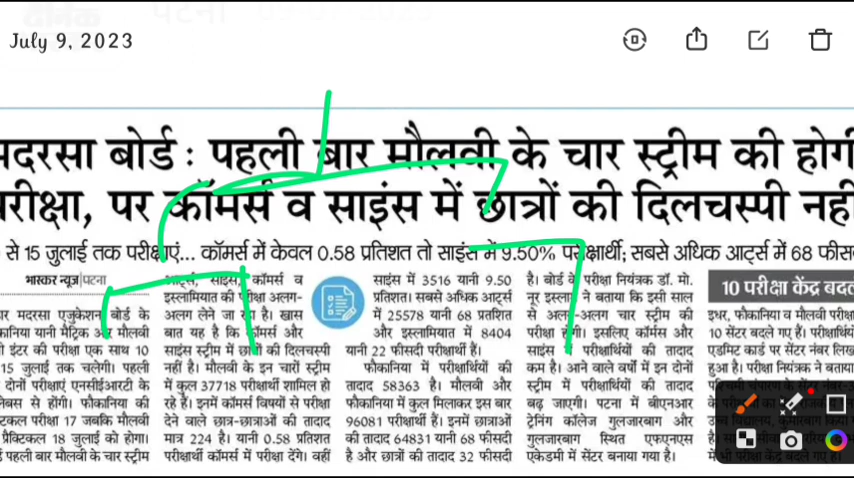 July 9, 2023
मदरसा बोर्ड : पहली बार मौलवी के चार स्ट्रीम की होगी
परीक्षा, पर कॉमर्स व साइंस में छात्रों की दिलचस्पी नहीं
से 15 जुलाई तक परीक्षाएं... कॉमर्स में केवल 0.58 प्रतिशत तो साइंस में 9.50% परीक्षार्थी; सबसे अधिक आर्ट्स में 68 फीस
भास्कर न्यूज|पटना
मदरसा एजुकेशन बोर्ड के
कानिया यानी मैट्रिक और मौलवी
इंटर की परीक्षा एक साथ 10
15 जुलाई तक चलेगी। पहली
दोनों परीक्षाएं एनसीईआरटी के
से होंगी। फौकानिया की
परीक्षा 17 जबकि मौलवी
प्रैक्टिकल 18 जुलाई को होगा।
पहली बार मौलवी के चार स्ट्रीम
आर्ट्स, साइंस, कॉमर्स व
इस्लामियात की परीक्षा अलग-
अलग लेने जा रहा है। खास
बात यह है कि कॉमर्स और
साइंस स्ट्रीम में छात्रों की दिलचस्पी
नहीं है। मौलवी के इन चारों स्ट्रीम
में कुल 37718 परीक्षार्थी शामिल हो
रहे हैं। इनमें कॉमर्स विषयों से परीक्षा
देने वाले छात्र-छात्राओं की तादाद
मात्र 224 है। यानी 0.58 प्रतिशत
परीक्षार्थी कॉमर्स में परीक्षा देंगे। वहीं
साइंस में 3516 यानी 9.50
प्रतिशत। सबसे अधिक आर्ट्स
में 25578 यानी 68 प्रतशित
और इस्लामियात में 8404
यानी 22 फीसदी परीक्षार्थी हैं।
फौकानिया में परीक्षार्थियों की
तादाद 58363 है। मौलवी और
फौकानिया में कुल मिलाकर इस बार
96081 परीक्षार्थी हैं। इनमें छात्राओं
की तादाद 64831 यानी 68 फीसदी
है और छात्रों की तादाद 32 फीसदी
है। बोर्ड के परीक्षा नियंत्रक डॉ. मो.
नूर इस्लाम ने बताया कि इसी साल
से अलग-अलग चार स्ट्रीम की
परीक्षा होगी। इसलिए कॉर्मस और
साइंस में परीक्षार्थियों की तादाद
कम है। आने वाले वर्षों में इन दोनों
स्ट्रीम में परीक्षार्थियों की तादाद
बढ़ जाएगी। पटना में बीएनआर
ट्रेनिंग कॉलेज गुलजारबाग और
गुलजारबाग स्थित एफएनएस
एकेडमी में सेंटर बनाया गया है।
10 परीक्षा केंद्र बदल
इधर, फौकानिया व मौलवी परीक्षा
10 सेंटर बदले गए हैं। परीक्षार्थियों
एडमिट कार्ड पर सेंटर नंबर लिख
हुआ है। परीक्षा नियंत्रक ने बताया